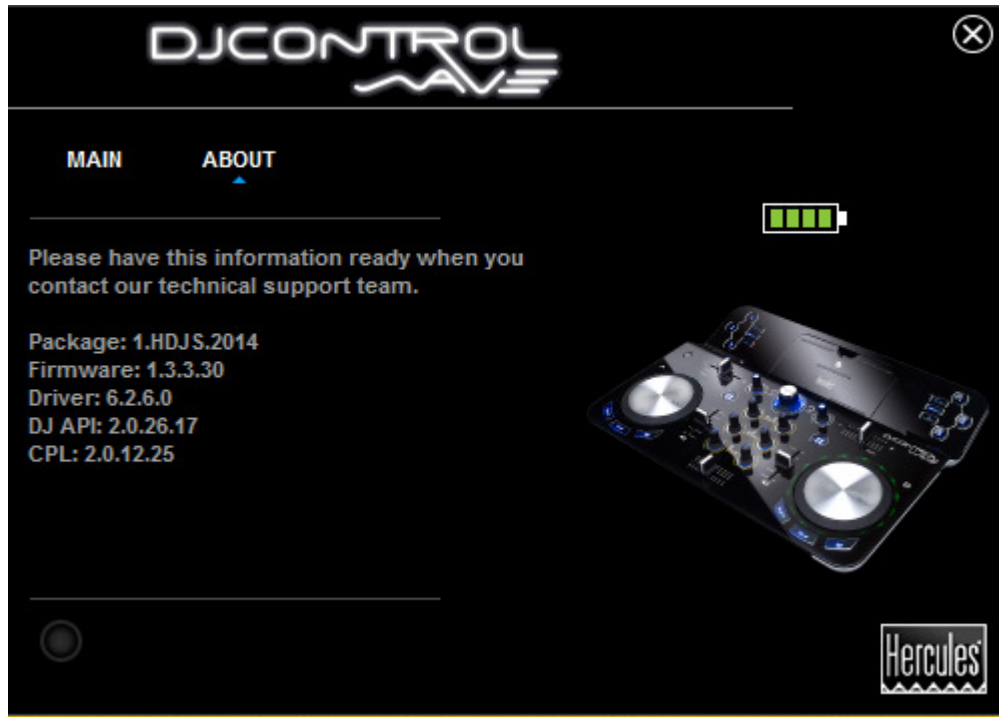 DJCONTROL
WAVE
MAIN ABOUT
Please have this information ready when you
contact our technical support team.
Package: 1.HDJS.2014
Firmware: 1.3.3.30
Driver: 6.2.6.0
DJ API: 2.0.26.17
CPL: 2.0.12.25
Hercules